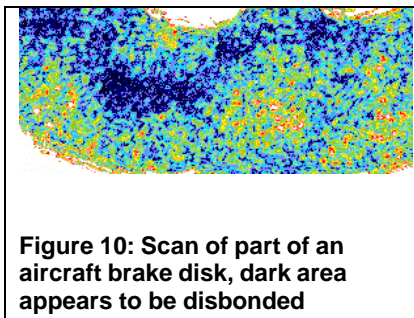 Figure 10: Scan of part of an
aircraft brake disk, dark area
appears to be disbonded